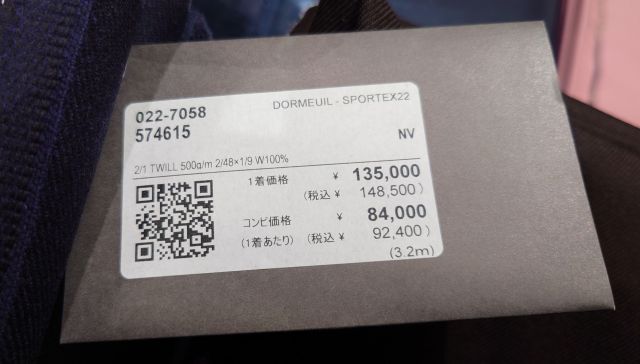 DORMEUIL - SPORTEX22
022-7058
574615
NV
2/1 TWILL 500g/m 2/48×1/9 W100%
1着価格 ¥ 135,000
(税込 ¥ 148,500)
コンビ価格 ¥ 84,000
(1着あたり) (税込 ¥ 92,400)
(3.2m)